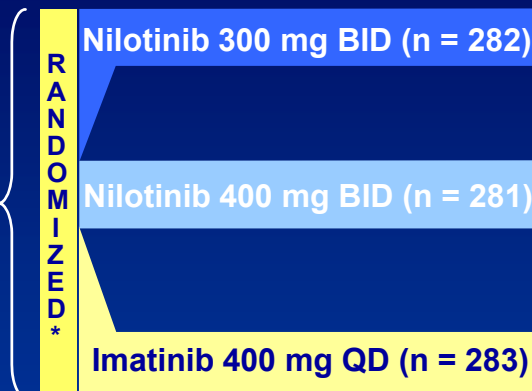 RANDOMIZED*
Nilotinib 300 mg BID (n = 282)
Nilotinib 400 mg BID (n = 281)
Imatinib 400 mg QD (n = 283)